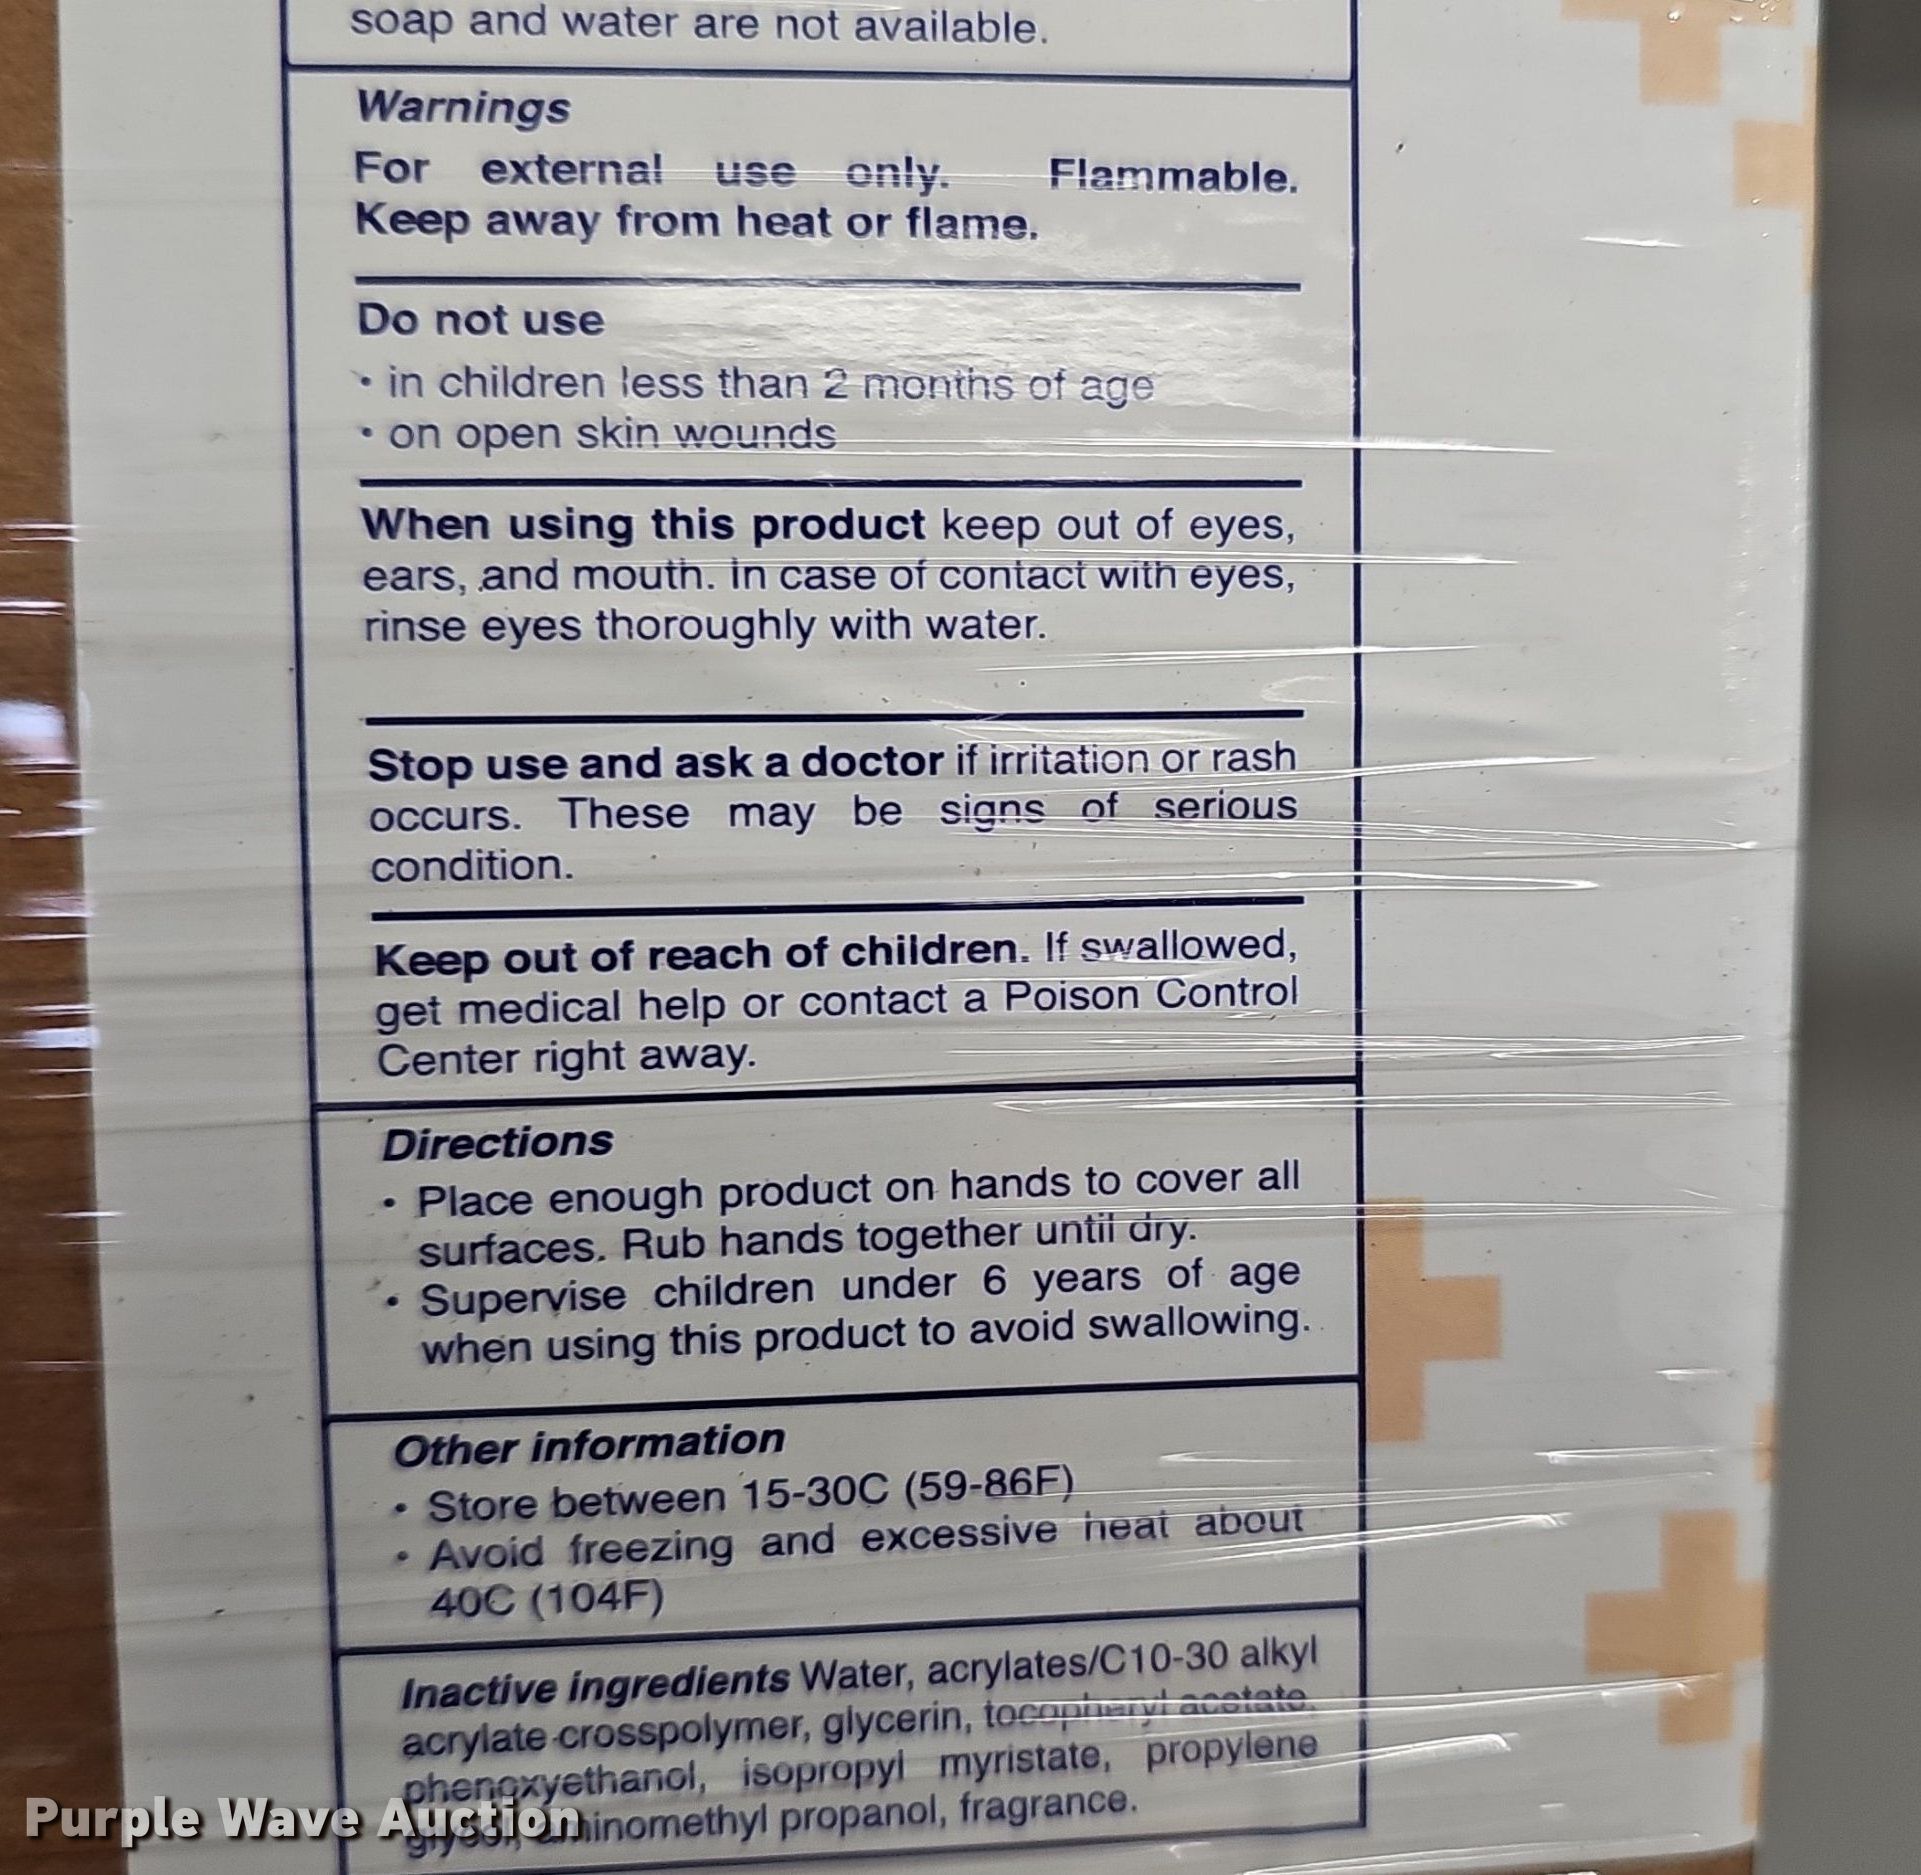 soap and water are not available.
Warnings
For external use only. Flammable.
Keep away from heat or flame.
Do not use
• in children less than 2 months of age
• on open skin wounds
When using this product keep out of eyes,
ears, and mouth. In case of contact with eyes,
rinse eyes thoroughly with water.
Stop use and ask a doctor if irritation or rash
occurs. These may be signs of serious
condition.
Keep out of reach of children. If swallowed,
get medical help or contact a Poison Control
Center right away.
Directions
• Place enough product on hands to cover all
surfaces. Rub hands together until dry.
• Supervise children under 6 years of age
when using this product to avoid swallowing.
Other information
• Store between 15-30C (59-86F)
• Avoid freezing and excessive heat about
40C (104F)
Inactive ingredients Water, acrylates/C10-30 alkyl
acrylate crosspolymer, glycerin, tocopheryl acetate,
phenoxyethanol, isopropyl myristate, propylene
glycol, aminomethyl propanol, fragrance.
Purple Wave Auction